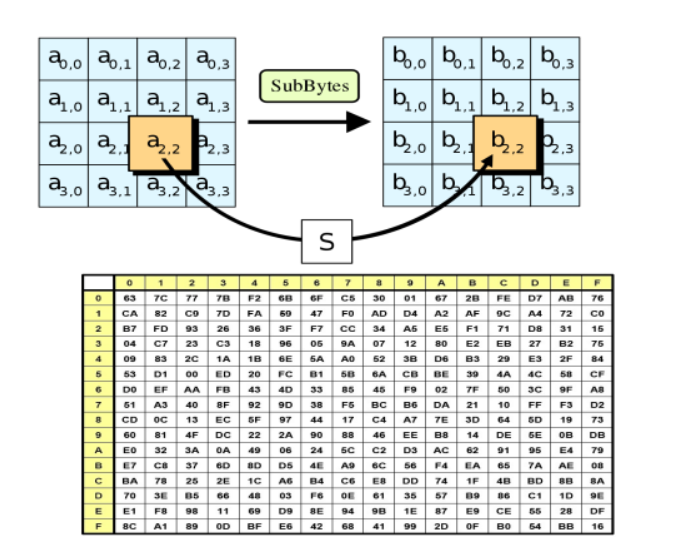 a0,0 a0,1 a0,2 a0,3
a1,0 a1,1 a1,2 a1,3
a2,0 a2,1 a2,2 a2,3
a3,0 a3,1 a3,2 a3,3
SubBytes
b0,0 b0,1 b0,2 b0,3
b1,0 b1,1 b1,2 b1,3
b2,0 b2,1 b2,2 b2,3
b3,0 b3,1 b3,2 b3,3
S
0 1 2 3 4 5 6 7 8 9 A B C D E F
0 63 7C 77 7B F2 6B 6F C5 30 01 67 2B FE D7 AB 76
1 CA 82 C9 7D FA 59 47 F0 AD D4 A2 AF 9C A4 72 C0
2 B7 FD 93 26 36 3F F7 CC 34 A5 E5 F1 71 D8 31 15
3 04 C7 23 C3 18 96 05 9A 07 12 80 E2 EB 27 B2 75
4 09 83 2C 1A 1B 6E 5A A0 52 3B D6 B3 29 E3 2F 84
5 53 D1 00 ED 20 FC B1 5B 6A CB BE 39 4A 4C 58 CF
6 D0 EF AA FB 43 4D 33 85 45 F9 02 7F 50 3C 9F A8
7 51 A3 40 8F 92 9D 38 F5 BC B6 DA 21 10 FF F3 D2
8 CD 0C 13 EC 5F 97 44 17 C4 A7 7E 3D 64 5D 19 73
9 60 81 4F DC 22 2A 90 88 46 EE B8 14 DE 5E 0B DB
A E0 32 3A 0A 49 06 24 5C C2 D3 AC 62 91 95 E4 79
B E7 C8 37 6D 8D D5 4E A9 6C 56 F4 EA 65 7A AE 08
C BA 78 25 2E 1C A6 B4 C6 E8 DD 74 1F 4B BD 8B 8A
D 70 3E B5 66 48 03 F6 0E 61 35 57 B9 86 C1 1D 9E
E E1 F8 98 11 69 D9 8E 94 9B 1E 87 E9 CE 55 28 DF
F 8C A1 89 0D BF E6 42 68 41 99 2D 0F B0 54 BB 16